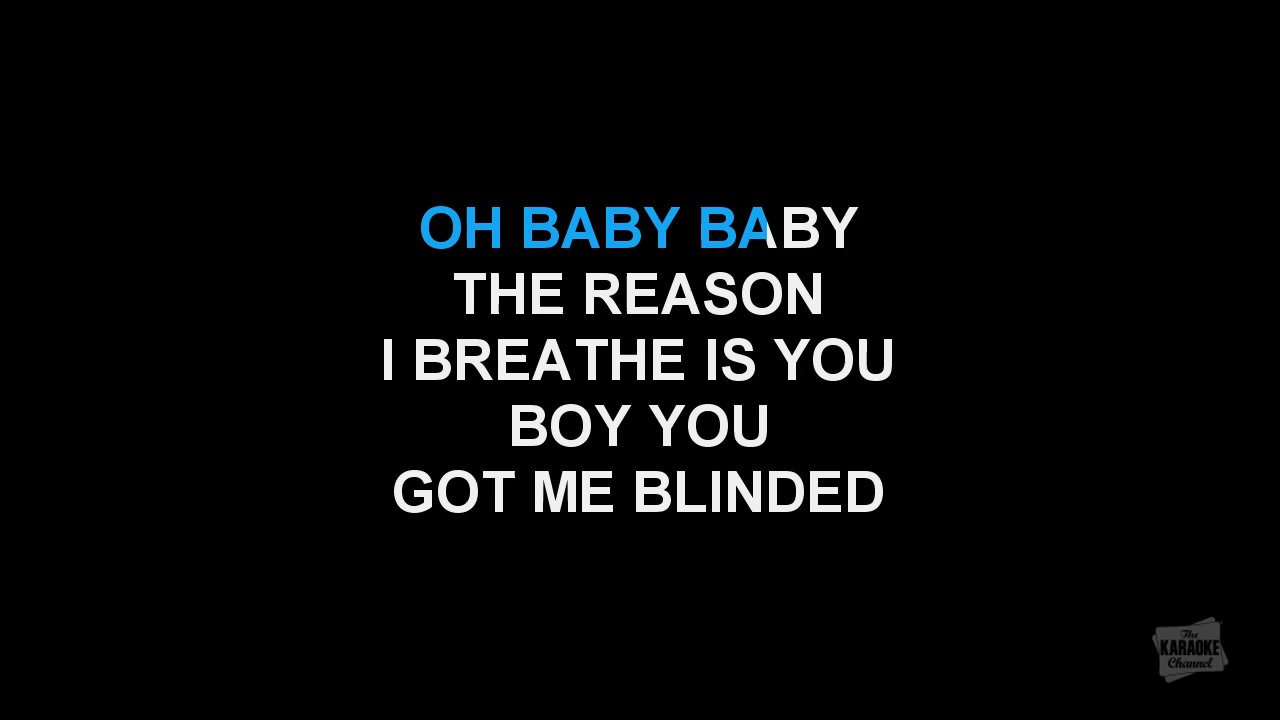 OH BABY BABY
THE REASON
I BREATHE IS YOU
BOY YOU
GOT ME BLINDED
The
KARAOKE
Channel